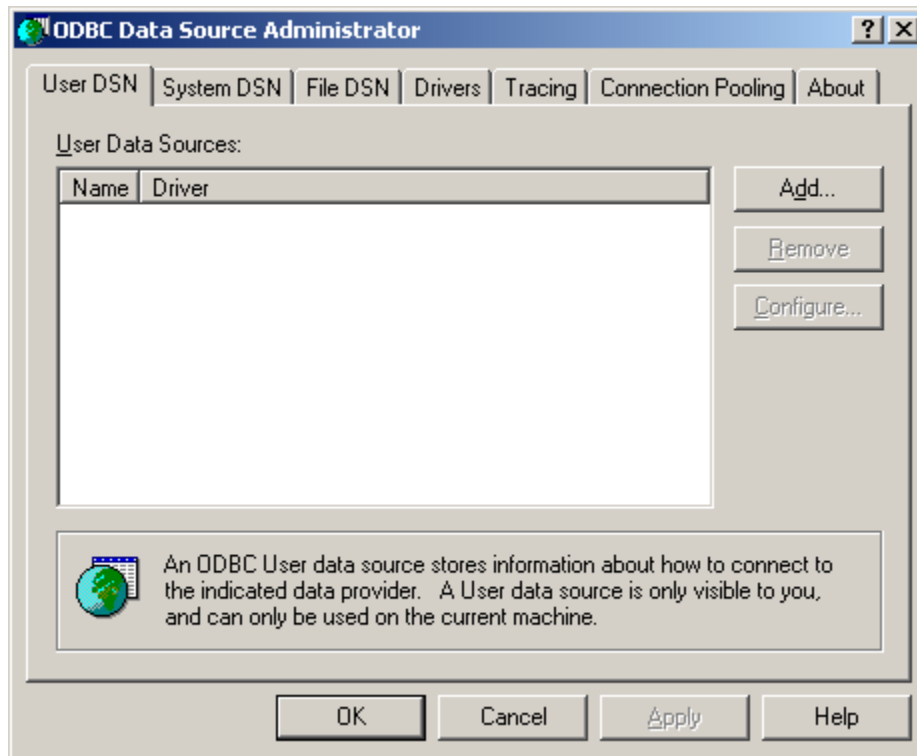 ODBC Data Source Administrator
User DSN System DSN File DSN Drivers Tracing Connection Pooling About
User Data Sources:
Name Driver
Add...
Remove
Configure...
An ODBC User data source stores information about how to connect to
the indicated data provider. A User data source is only visible to you,
and can only be used on the current machine.
OK Cancel Apply Help